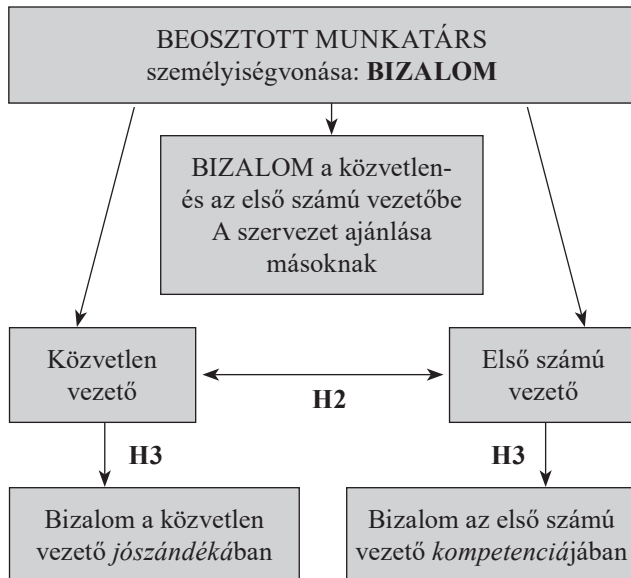 BEOSZTOTT MUNKATÁRS
személyiségvonása: BIZALOM
BIZALOM a közvetlen-
és az első számú vezetőbe
A szervezet ajánlása
másoknak
Közvetlen
vezető
H2
Első számú
vezető
H3
H3
Bizalom a közvetlen
vezető jószándékában
Bizalom az első számú
vezető kompetenciájában